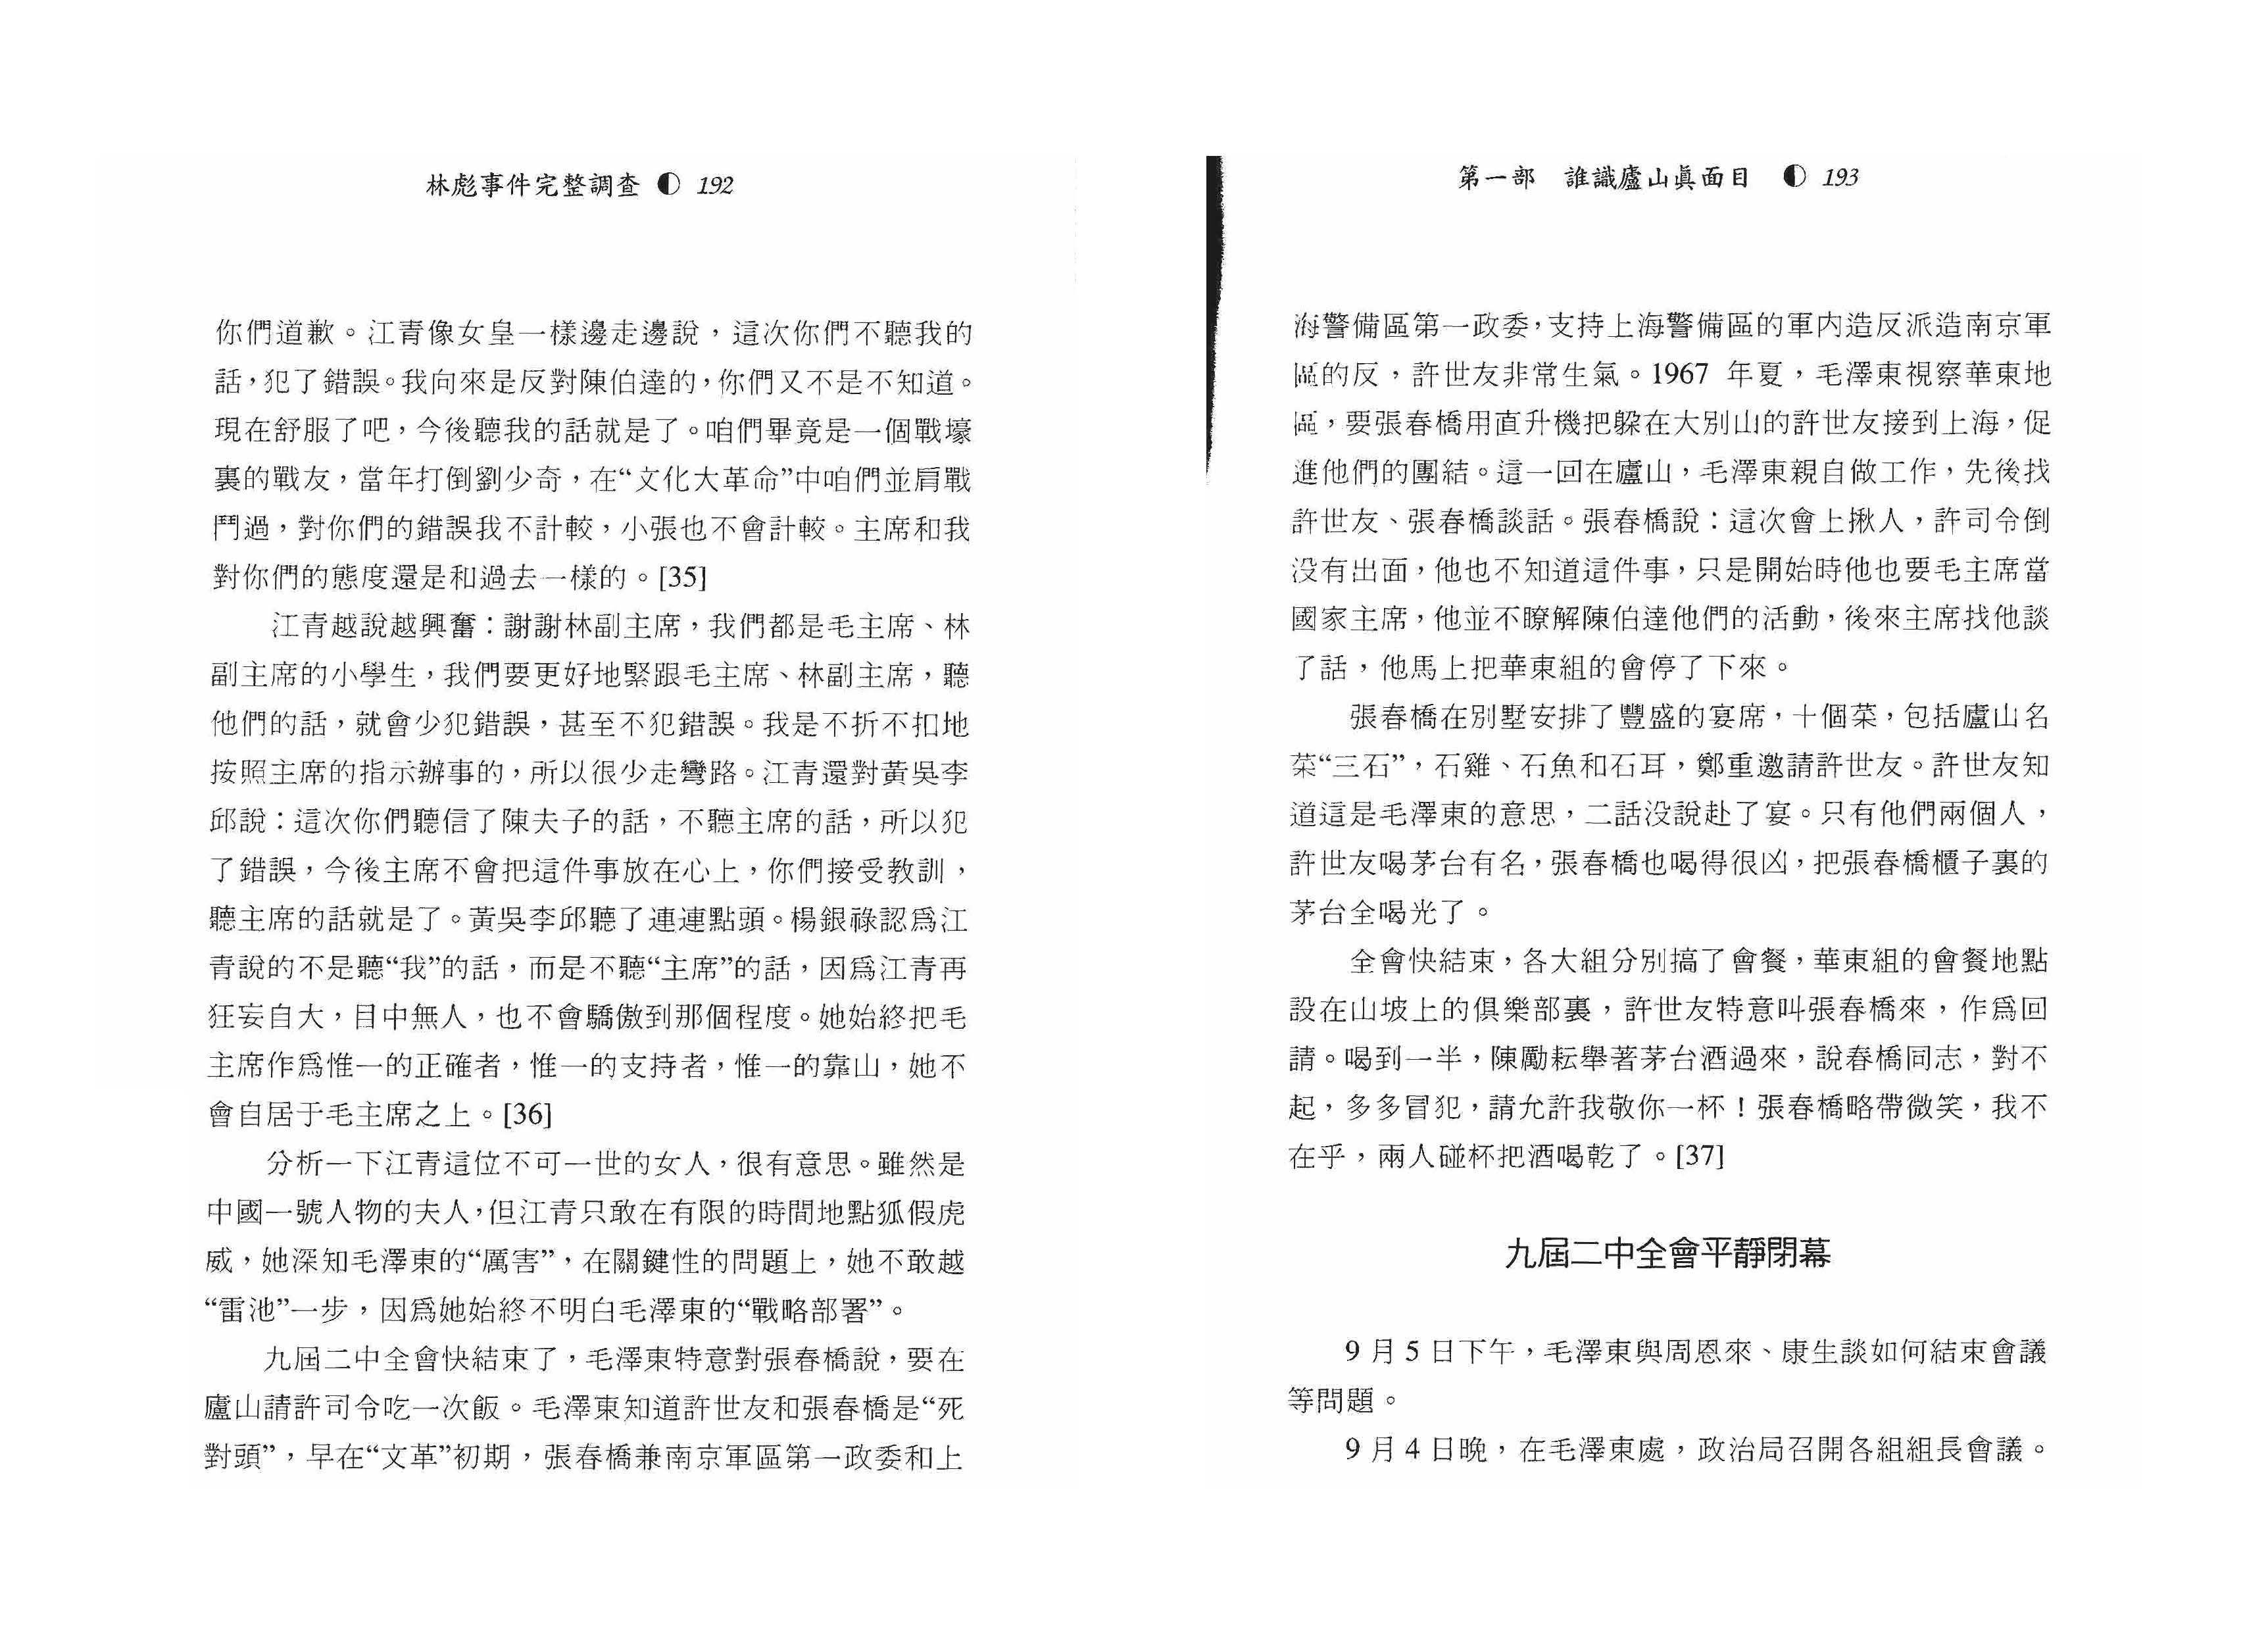 林彪事件完整調查 ◐ 192
你們道歉。江青像女皇一樣邊走邊說，這次你們不聽我的
話，犯了錯誤。我向來是反對陳伯達的，你們又不是不知道。
現在舒服了吧，今後聽我的話就是了。咱們畢竟是一個戰壕
裏的戰友，當年打倒劉少奇，在“文化大革命”中咱們並肩戰
鬥過，對你們的錯誤我不計較，小張也不會計較。主席和我
對你們的態度還是和過去一樣的。[35]
江青越說越興奮：謝謝林副主席，我們都是毛主席、林
副主席的小學生，我們要更好地緊跟毛主席、林副主席，聽
他們的話，就會少犯錯誤，甚至不犯錯誤。我是不折不扣地
按照主席的指示辦事的，所以很少走彎路。江青還對黃吳李
邱說：這次你們聽信了陳夫子的話，不聽主席的話，所以犯
了錯誤，今後主席不會把這件事放在心上，你們接受教訓，
聽主席的話就是了。黃吳李邱聽了連連點頭。楊銀祿認爲江
青說的不是聽“我”的話，而是不聽“主席”的話，因爲江青再
狂妄自大，目中無人，也不會驕傲到那個程度。她始終把毛
主席作爲惟一的正確者，惟一的支持者，惟一的靠山，她不
會自居于毛主席之上。[36]
分析一下江青這位不可一世的女人，很有意思。雖然是
中國一號人物的夫人，但江青只敢在有限的時間地點狐假虎
威，她深知毛澤東的“厲害”，在關鍵性的問題上，她不敢越
“雷池”一步，因爲她始終不明白毛澤東的“戰略部署”。
九屆二中全會快結束了，毛澤東特意對張春橋說，要在
廬山請許司令吃一次飯。毛澤東知道許世友和張春橋是“死
對頭”，早在“文革”初期，張春橋兼南京軍區第一政委和上
第一部 誰識廬山眞面目 ◐ 193
海警備區第一政委，支持上海警備區的軍内造反派造南京軍
區的反，許世友非常生氣。1967 年夏，毛澤東視察華東地
區，要張春橋用直升機把躲在大別山的許世友接到上海，促
進他們的團結。這一回在廬山，毛澤東親自做工作，先後找
許世友、張春橋談話。張春橋說：這次會上揪人，許司令倒
没有出面，他也不知道這件事，只是開始時他也要毛主席當
國家主席，他並不瞭解陳伯達他們的活動，後來主席找他談
了話，他馬上把華東組的會停了下來。
張春橋在別墅安排了豐盛的宴席，十個菜，包括廬山名
菜“三石”，石雞、石魚和石耳，鄭重邀請許世友。許世友知
道這是毛澤東的意思，二話没說赴了宴。只有他們兩個人，
許世友喝茅台有名，張春橋也喝得很凶，把張春橋櫃子裏的
茅台全喝光了。
全會快結束，各大組分別搞了會餐，華東組的會餐地點
設在山坡上的俱樂部裏，許世友特意叫張春橋來，作爲回
請。喝到一半，陳勵耘舉著茅台酒過來，說春橋同志，對不
起，多多冒犯，請允許我敬你一杯！張春橋略帶微笑，我不
在乎，兩人碰杯把酒喝乾了。[37]
九屆二中全會平靜閉幕
9 月 5 日下午，毛澤東與周恩來、康生談如何結束會議
等問題。
9 月 4 日晚，在毛澤東處，政治局召開各組組長會議。